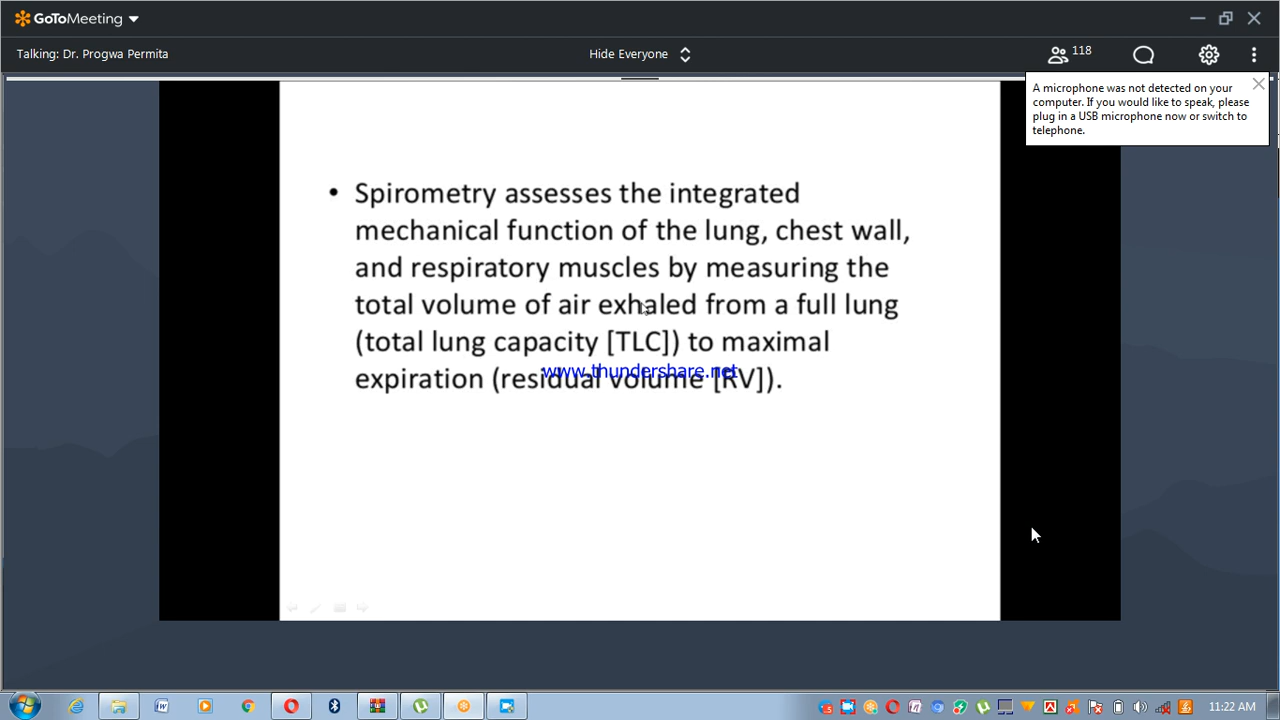 GoToMeeting
Talking: Dr. Progwa Permita
Hide Everyone
118
A microphone was not detected on your
computer. If you would like to speak, please
plug in a USB microphone now or switch to
telephone.
• Spirometry assesses the integrated
mechanical function of the lung, chest wall,
and respiratory muscles by measuring the
total volume of air exhaled from a full lung
(total lung capacity [TLC]) to maximal
www.thundershare.net
expiration (residual volume [RV]).
11:22 AM